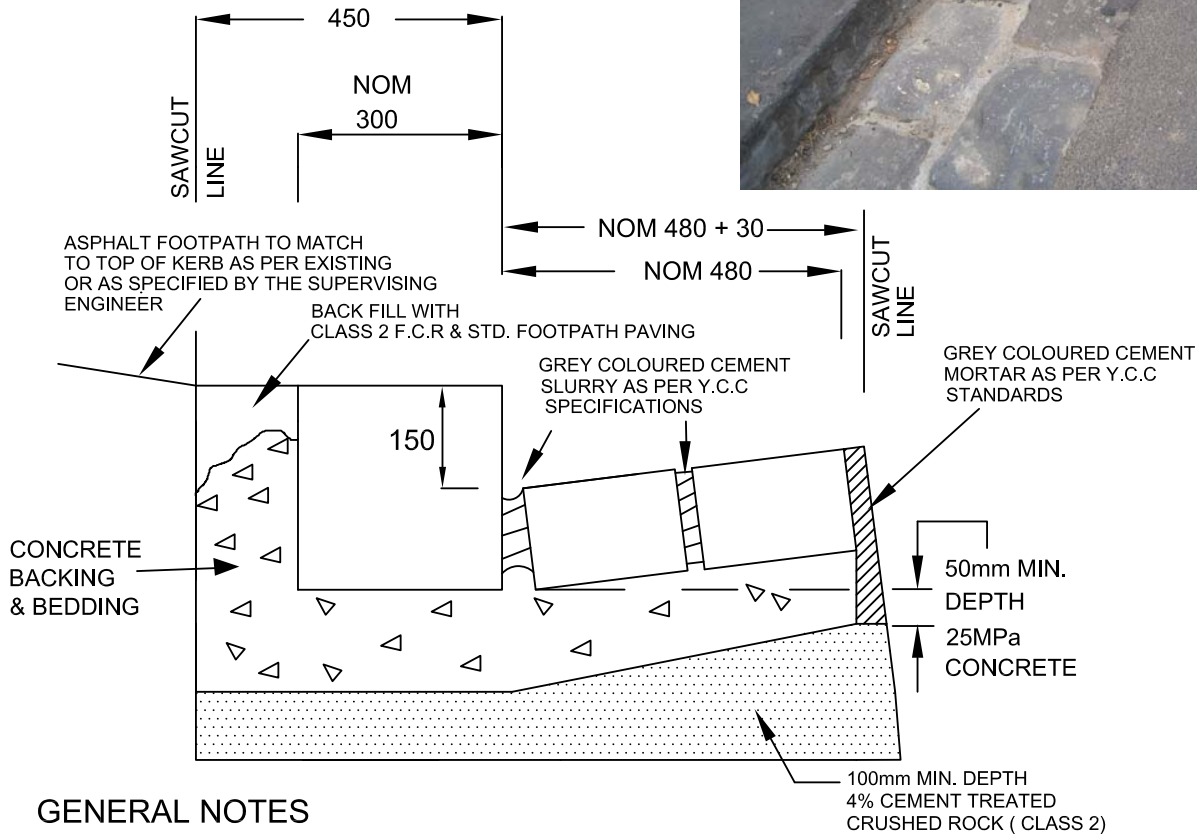 450
NOM
300
SAWCUT
LINE
NOM 480 + 30
NOM 480
SAWCUT
LINE
ASPHALT FOOTPATH TO MATCH
TO TOP OF KERB AS PER EXISTING
OR AS SPECIFIED BY THE SUPERVISING
ENGINEER
BACK FILL WITH
CLASS 2 F.C.R & STD. FOOTPATH PAVING
GREY COLOURED CEMENT
SLURRY AS PER Y.C.C
SPECIFICATIONS
GREY COLOURED CEMENT
MORTAR AS PER Y.C.C
STANDARDS
150
CONCRETE
BACKING
& BEDDING
50mm MIN.
DEPTH
25MPa
CONCRETE
100mm MIN. DEPTH
4% CEMENT TREATED
CRUSHED ROCK ( CLASS 2)
GENERAL NOTES